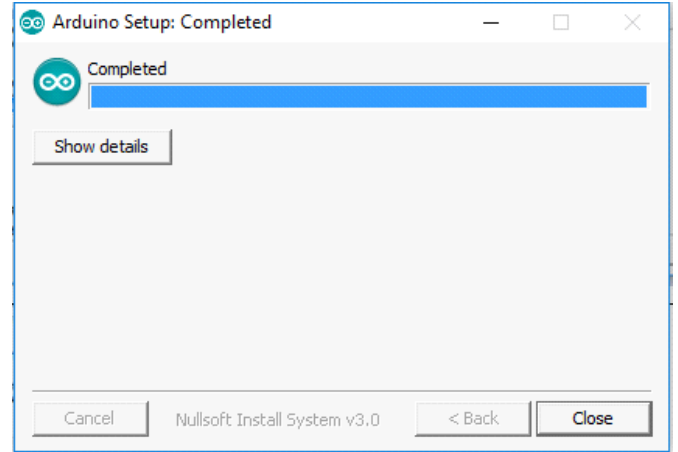 Arduino Setup: Completed
Completed
Show details
Cancel Nullsoft Install System v3.0 < Back Close